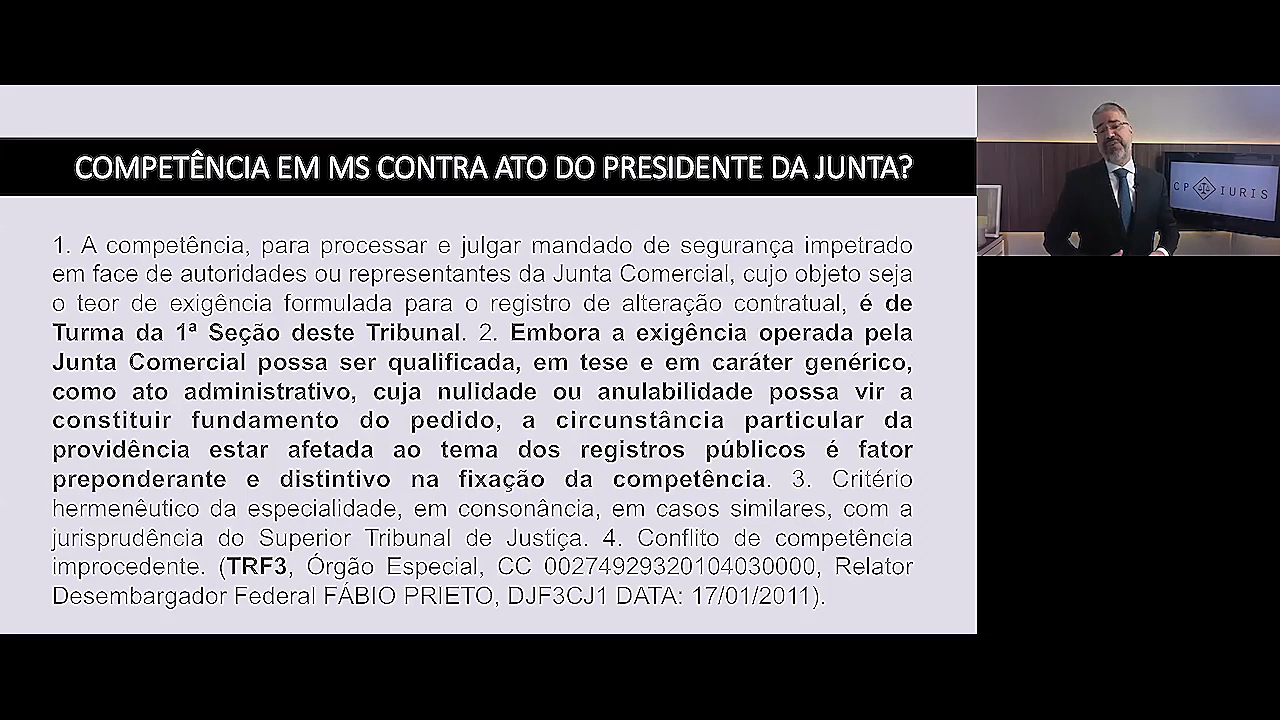 COMPETÊNCIA EM MS CONTRA ATO DO PRESIDENTE DA JUNTA?
1. A competência, para processar e julgar mandado de segurança impetrado
em face de autoridades ou representantes da Junta Comercial, cujo objeto seja
o teor de exigência formulada para o registro de alteração contratual, é de
Turma da 1ª Seção deste Tribunal. 2. Embora a exigência operada pela
Junta Comercial possa ser qualificada, em tese e em caráter genérico,
como ato administrativo, cuja nulidade ou anulabilidade possa vir a
constituir fundamento do pedido, a circunstância particular da
providência estar afetada ao tema dos registros públicos é fator
preponderante e distintivo na fixação da competência. 3. Critério
hermenêutico da especialidade, em consonância, em casos similares, com a
jurisprudência do Superior Tribunal de Justiça. 4. Conflito de competência
improcedente. (TRF3, Órgão Especial, CC 00274929320104030000, Relator
Desembargador Federal FÁBIO PRIETO, DJF3CJ1 DATA: 17/01/2011).
CP IURIS